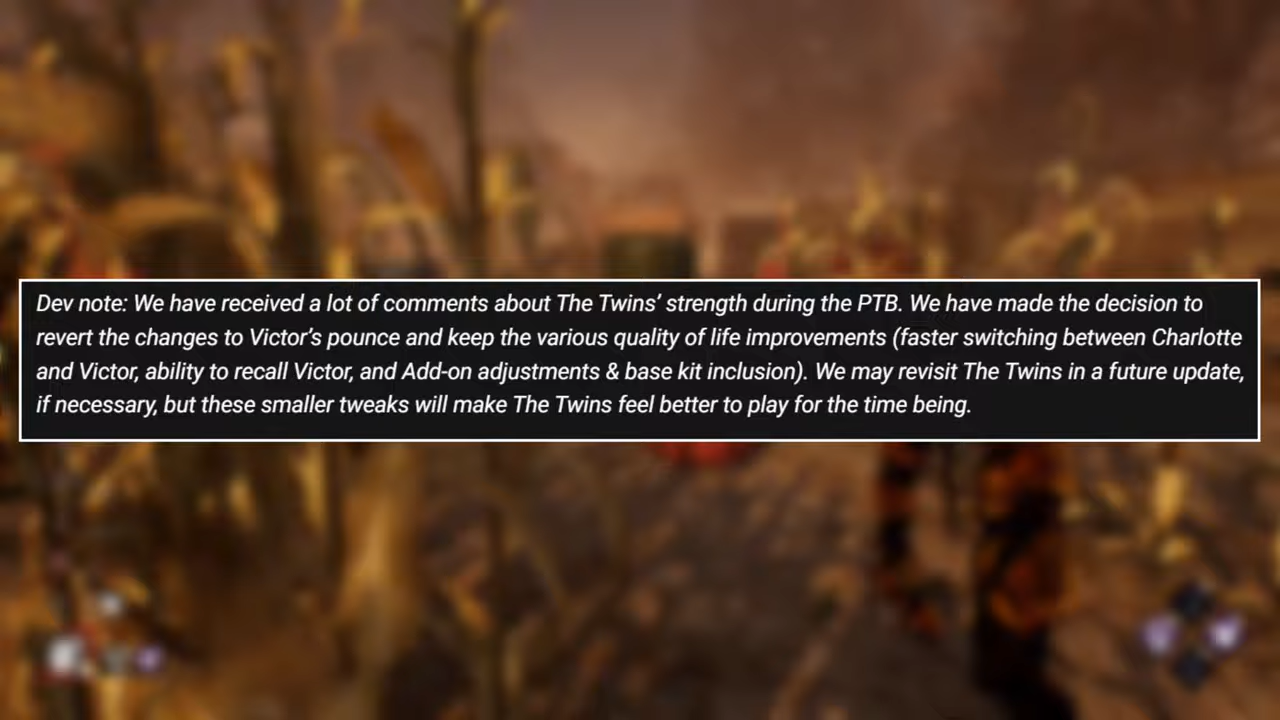 Dev note: We have received a lot of comments about The Twins’ strength during the PTB. We have made the decision to
revert the changes to Victor’s pounce and keep the various quality of life improvements (faster switching between Charlotte
and Victor, ability to recall Victor, and Add-on adjustments & base kit inclusion). We may revisit The Twins in a future update,
if necessary, but these smaller tweaks will make The Twins feel better to play for the time being.